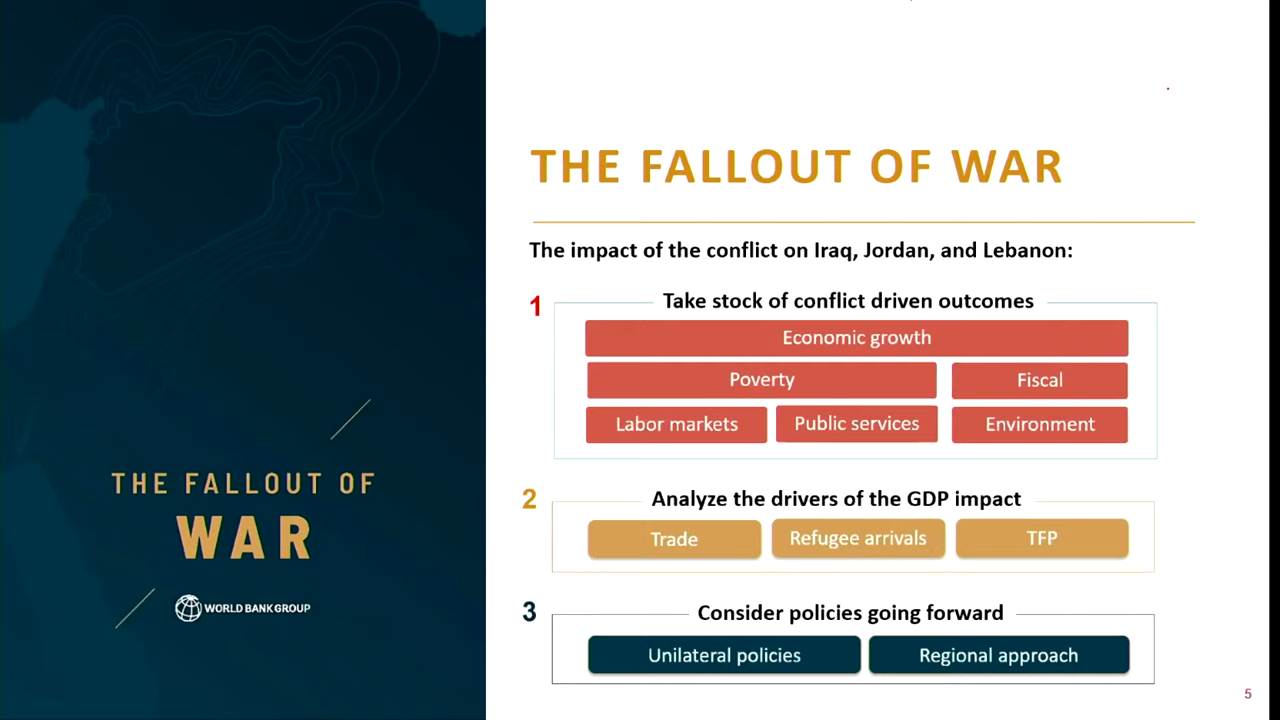 THE FALLOUT OF
WAR
WORLD BANK GROUP
THE FALLOUT OF WAR
The impact of the conflict on Iraq, Jordan, and Lebanon:
1 Take stock of conflict driven outcomes
Economic growth
Poverty Fiscal
Labor markets Public services Environment
2 Analyze the drivers of the GDP impact
Trade Refugee arrivals TFP
3 Consider policies going forward
Unilateral policies Regional approach
5